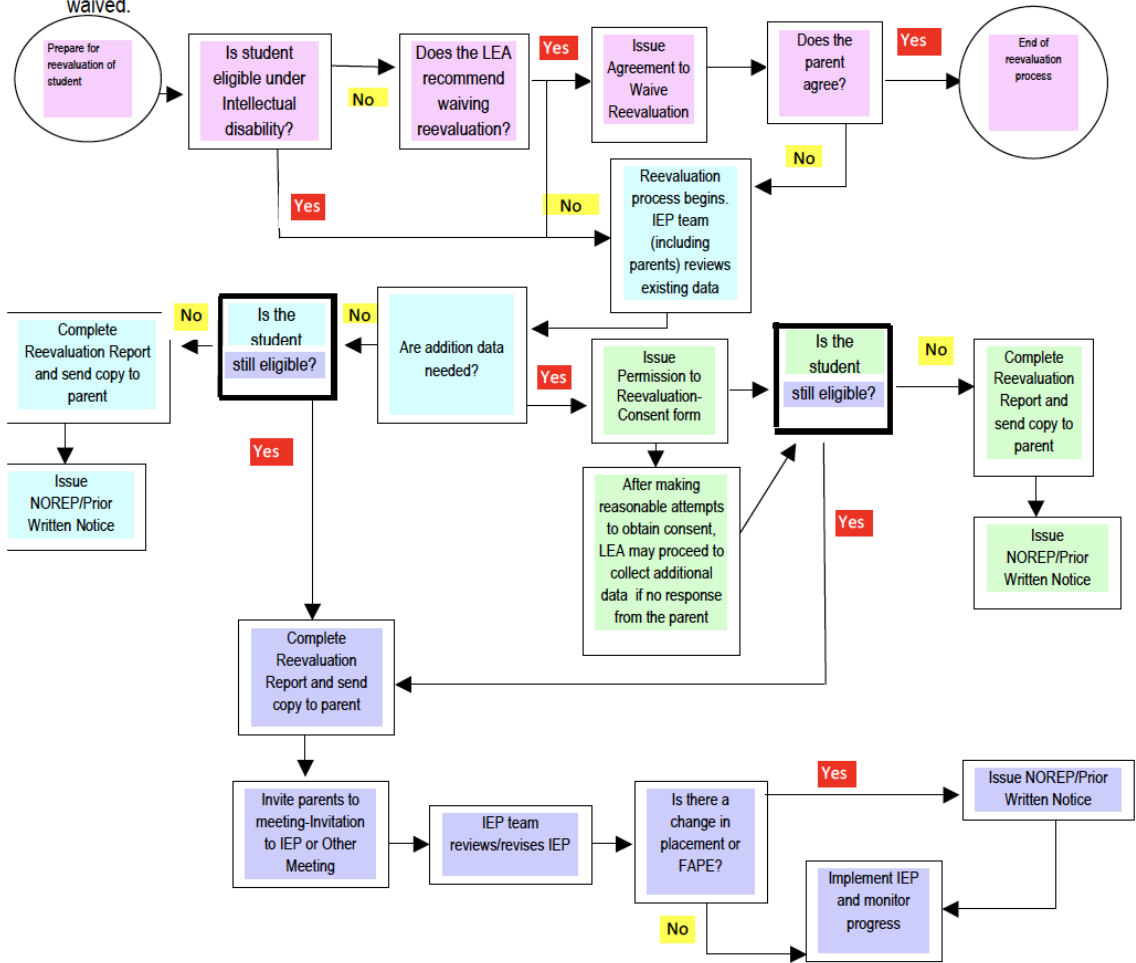 waived.
Prepare for
reevaluation of
student
Is student
eligible under
Intellectual
disability?
No
Does the LEA
recommend
waiving
reevaluation?
Yes
Issue
Agreement to
Waive
Reevaluation
Does the
parent
agree?
Yes
End of
reevaluation
process
No
Yes
No
Reevaluation
process begins.
IEP team
(including
parents) reviews
existing data
Complete
Reevaluation Report
and send copy to
parent
No
Is the
student
still eligible?
No
Are addition data
needed?
Yes
Issue
Permission to
Reevaluation-
Consent form
Is the
student
still eligible?
No
Complete
Reevaluation
Report and
send copy to
parent
Yes
Issue
NOREP/Prior
Written Notice
After making
reasonable attempts
to obtain consent,
LEA may proceed to
collect additional
data if no response
from the parent
Yes
Issue
NOREP/Prior
Written Notice
Complete
Reevaluation
Report and send
copy to parent
Invite parents to
meeting-Invitation
to IEP or Other
Meeting
IEP team
reviews/revises IEP
Is there a
change in
placement or
FAPE?
Yes
Issue NOREP/Prior
Written Notice
No
Implement IEP
and monitor
progress